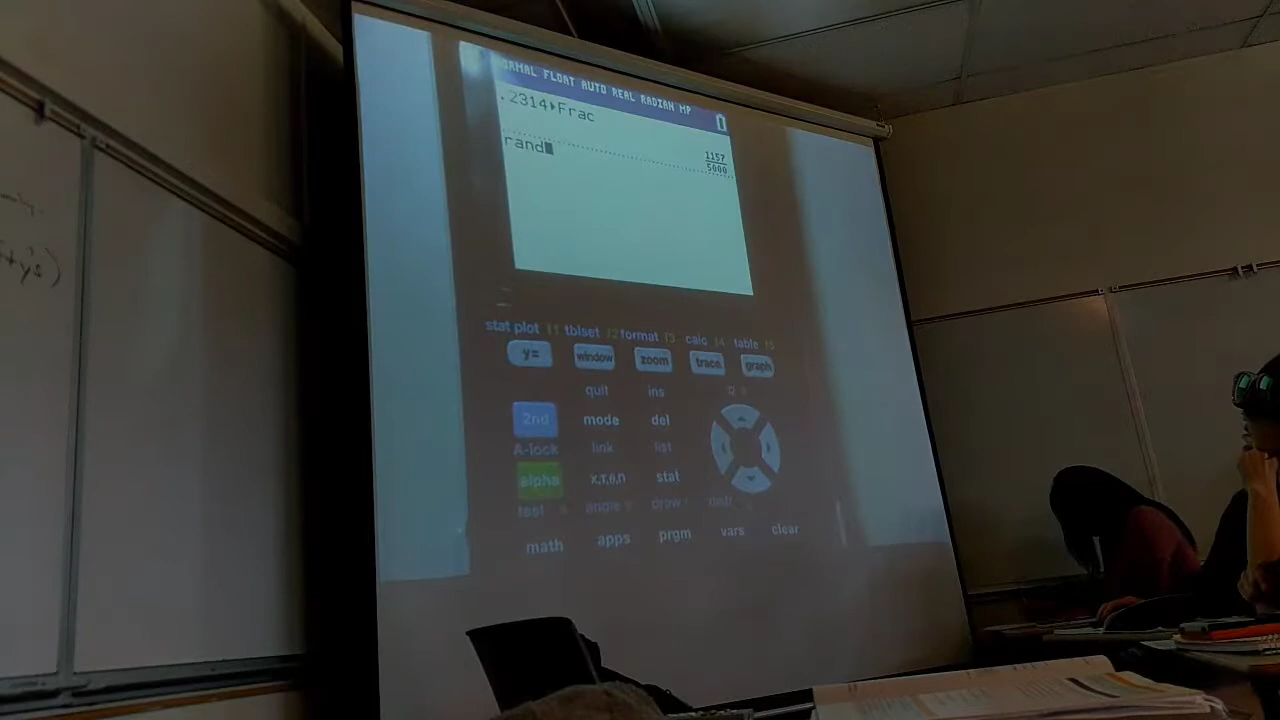 ORMAL FLOAT AUTO REAL RADIAN MP
.2314▸Frac
1157
5000
rand
stat plot f1 tblset f2 format f3 calc f4 table f5
y= window zoom trace graph
quit ins
2nd mode del
A-lock link list
alpha X,T,θ,n stat
test angle draw distr
math apps prgm vars clear
+y's)